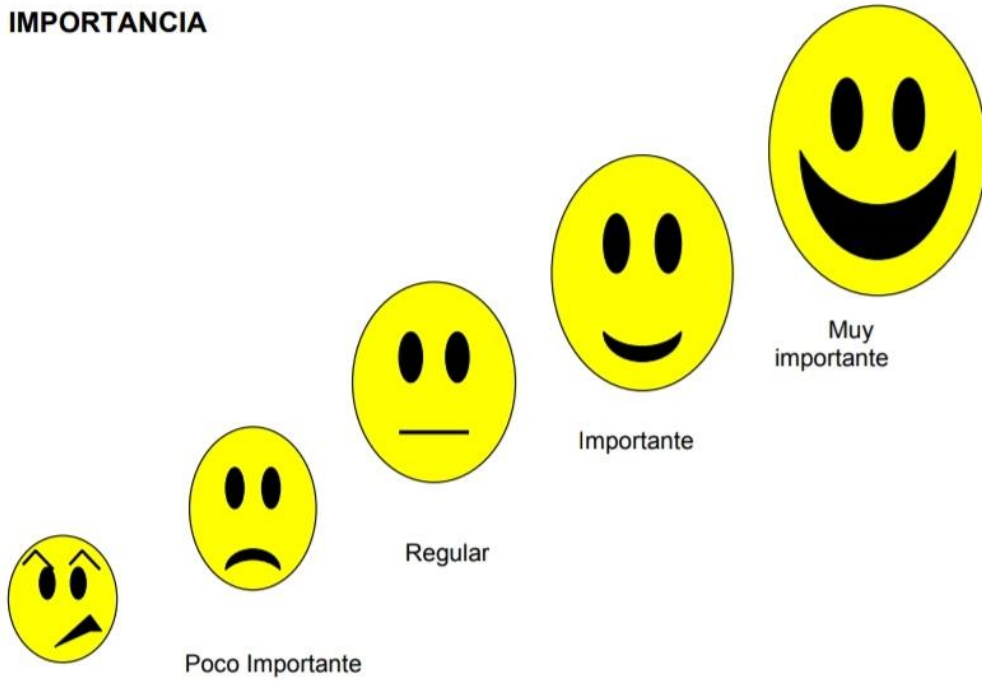 IMPORTANCIA
Muy
importante
Importante
Regular
Poco Importante